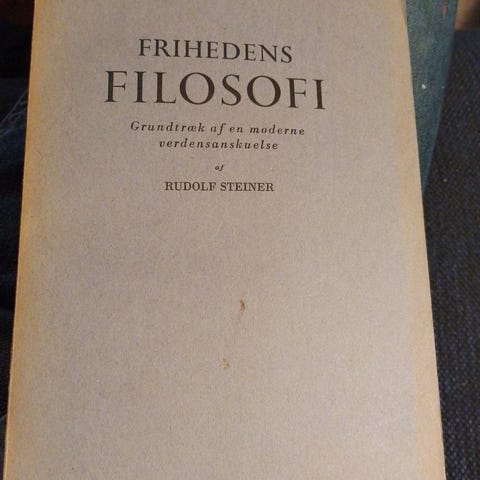 FRIHEDENS
FILOSOFI
Grundtræk af en moderne
verdensanskuelse
af
RUDOLF STEINER